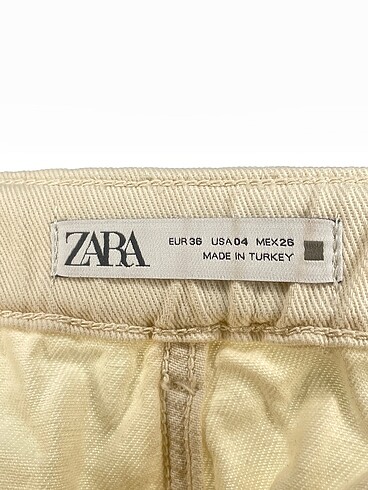 ZARA
EUR 36 USA 04 MEX 26
MADE IN TURKEY